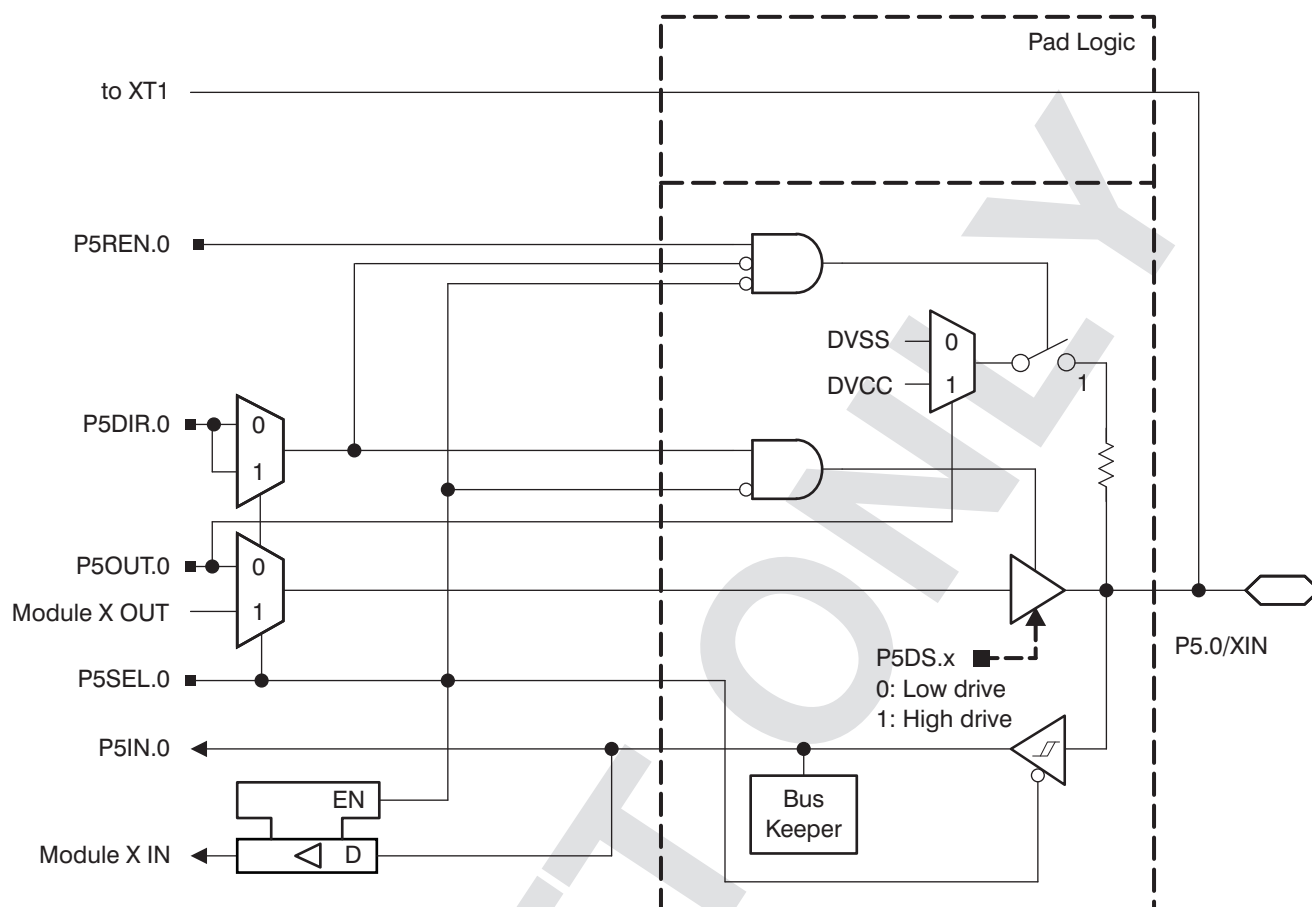 Pad Logic
to XT1
P5REN.0
DVSS
0
DVCC
1
1
P5DIR.0
0
1
P5OUT.0
0
Module X OUT
1
P5DS.x
0: Low drive
1: High drive
P5.0/XIN
P5SEL.0
P5IN.0
EN
Bus
Keeper
Module X IN
D
T ONLY